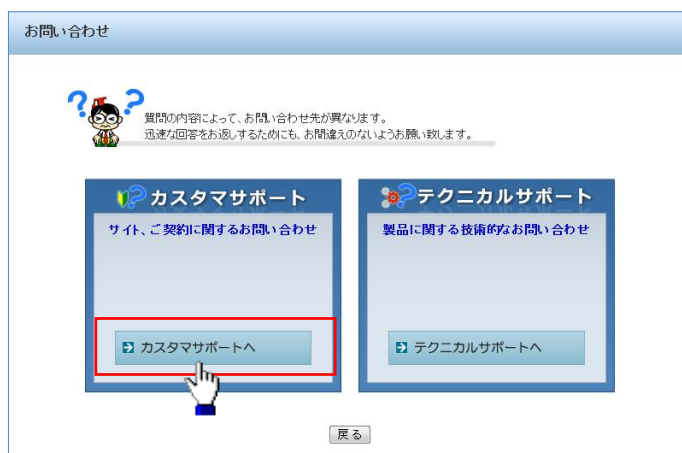 お問い合わせ
質問の内容によって、お問い合わせ先が異なります。
迅速な回答をお返しするためにも、お間違えのないようお願い致します。
カスタマサポート
サイト、ご契約に関するお問い合わせ
カスタマサポートへ
テクニカルサポート
製品に関する技術的なお問い合わせ
テクニカルサポートへ
戻る